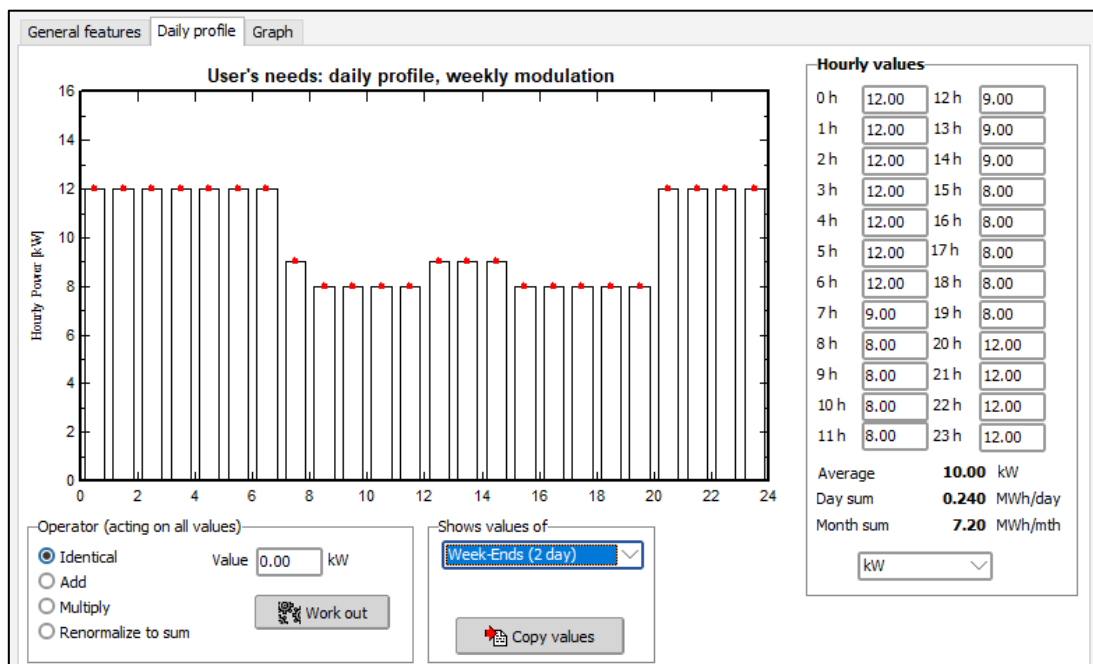 General features Daily profile Graph
User's needs: daily profile, weekly modulation
Hourly Power [kW]
16
14
12
10
8
6
4
2
0
0 2 4 6 8 10 12 14 16 18 20 22 24
Hourly values
0 h 12.00 12 h 9.00
1 h 12.00 13 h 9.00
2 h 12.00 14 h 9.00
3 h 12.00 15 h 8.00
4 h 12.00 16 h 8.00
5 h 12.00 17 h 8.00
6 h 12.00 18 h 8.00
7 h 9.00 19 h 8.00
8 h 8.00 20 h 12.00
9 h 8.00 21 h 12.00
10 h 8.00 22 h 12.00
11 h 8.00 23 h 12.00
Average 10.00 kW
Day sum 0.240 MWh/day
Month sum 7.20 MWh/mth
kW
Operator (acting on all values)
Identical Value 0.00 kW
Add
Multiply
Renormalize to sum
Work out
Shows values of
Week-Ends (2 day)
Copy values